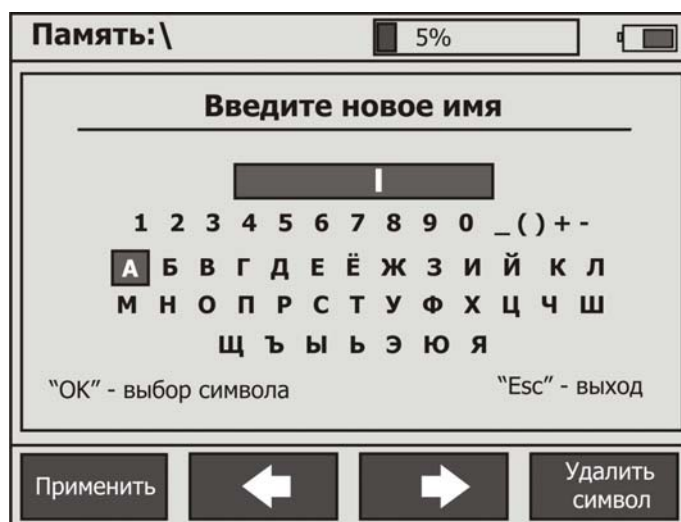 Память:\ 5%
Введите новое имя
1 2 3 4 5 6 7 8 9 0 _ ( ) + -
А Б В Г Д Е Ё Ж З И Й К Л
М Н О П Р С Т У Ф Х Ц Ч Ш
Щ Ъ Ы Ь Э Ю Я
“OK” - выбор символа “Esc” - выход
Применить Удалить
символ